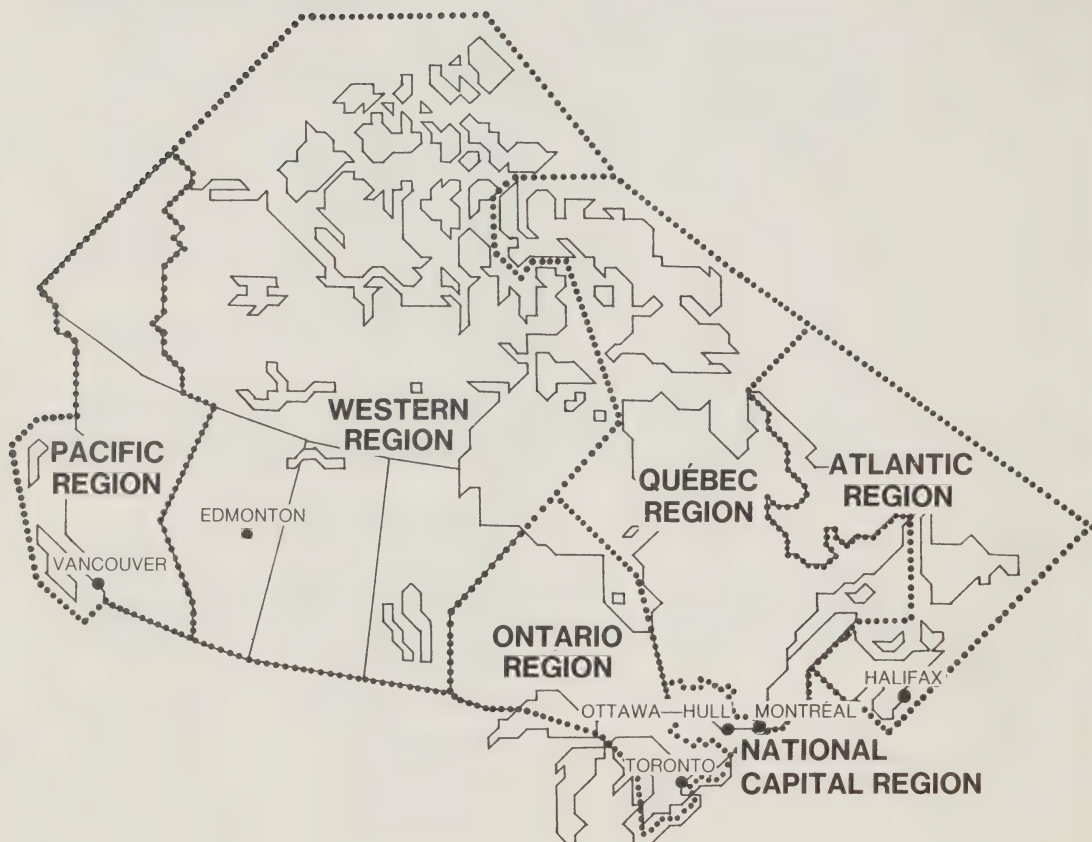 WESTERN
REGION
PACIFIC
REGION
QUÉBEC
REGION
ATLANTIC
REGION
EDMONTON
VANCOUVER
ONTARIO
REGION
HALIFAX
OTTAWA—HULL
MONTRÉAL
NATIONAL
CAPITAL REGION
TORONTO